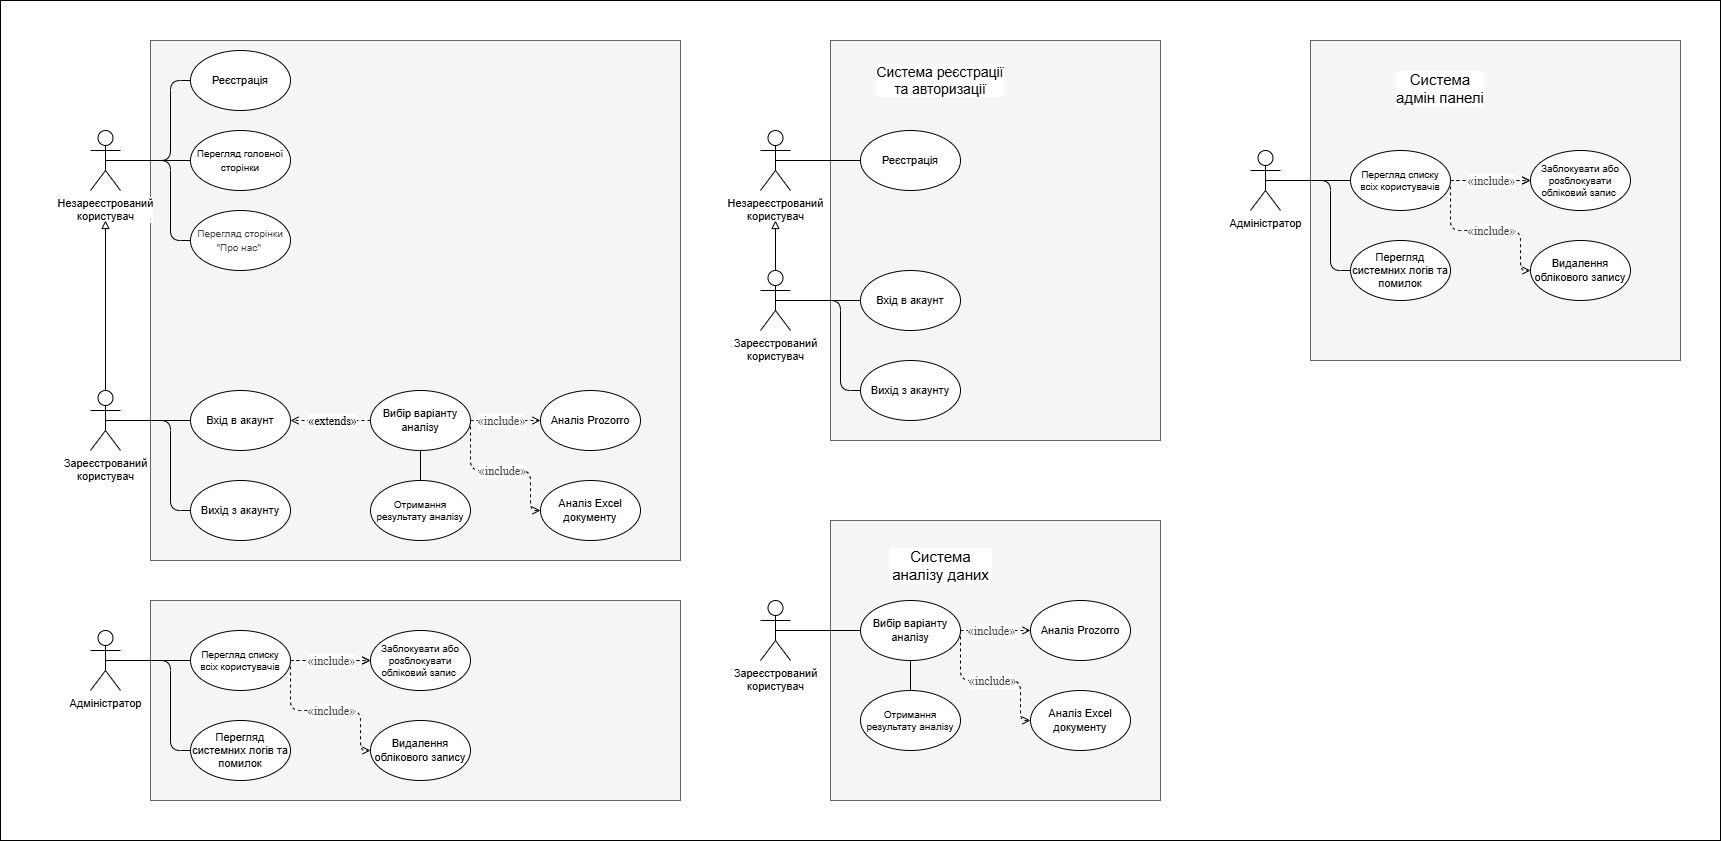 Реєстрація
Перегляд головної
сторінки
Незареєстрований
користувач
Перегляд сторінки
"Про нас"
Вхід в акаунт
«extends»
Вибір варіанту
аналізу
«include»
Аналіз Prozorro
Зареєстрований
користувач
«include»
Вихід з акаунту
Отримання
результату аналізу
Аналіз Excel
документу
Перегляд списку
всіх користувачів
«include»
Заблокувати або
розблокувати
обліковий запис
Адміністратор
«include»
Перегляд
системних логів та
помилок
Видалення
облікового запису
Система реєстрації
та авторизації
Реєстрація
Незареєстрований
користувач
Вхід в акаунт
Зареєстрований
користувач
Вихід з акаунту
Система
аналізу даних
Вибір варіанту
аналізу
«include»
Аналіз Prozorro
Зареєстрований
користувач
«include»
Отримання
результату аналізу
Аналіз Excel
документу
Система
адмін панелі
Перегляд списку
всіх користувачів
«include»
Заблокувати або
розблокувати
обліковий запис
Адміністратор
«include»
Перегляд
системних логів та
помилок
Видалення
облікового запису